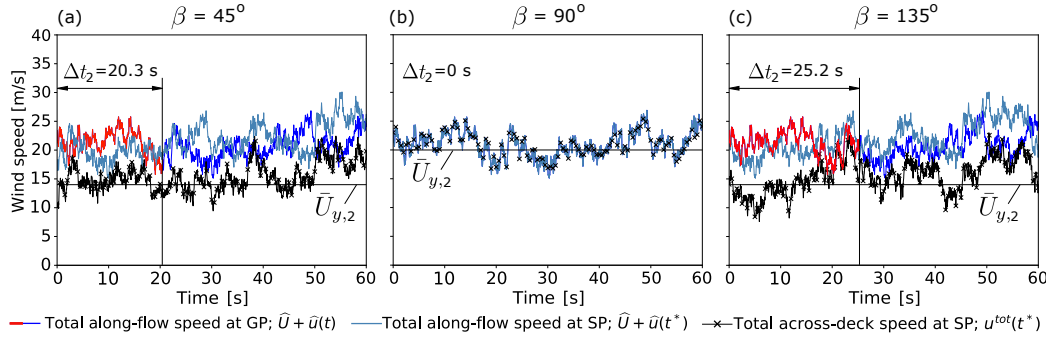 (a) β = 45°
(b) β = 90°
(c) β = 135°
Wind speed [m/s]
40
35
30
25
20
15
10
5
0
Δt₂=20.3 s
Ū_y,2
0 10 20 30 40 50 60
Time [s]
Δt₂=0 s
Ū_y,2
0 10 20 30 40 50 60
Time [s]
Δt₂=25.2 s
Ū_y,2
0 10 20 30 40 50 60
Time [s]
Total along-flow speed at GP; Û + û(t) Total along-flow speed at SP; Û + û(t*) Total across-deck speed at SP; u^tot(t*)